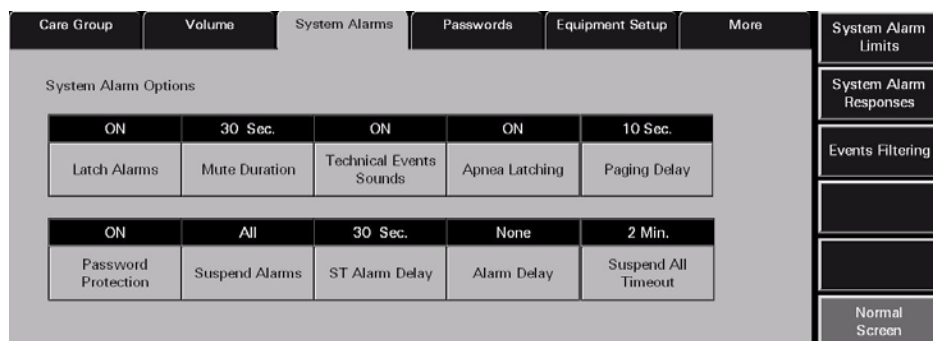 Care Group Volume System Alarms Passwords Equipment Setup More
System Alarm Options
ON 30 Sec. ON ON 10 Sec.
Latch Alarms Mute Duration Technical Events Sounds Apnea Latching Paging Delay
ON All 30 Sec. None 2 Min.
Password Protection Suspend Alarms ST Alarm Delay Alarm Delay Suspend All Timeout
System Alarm
Limits
System Alarm
Responses
Events Filtering
Normal
Screen